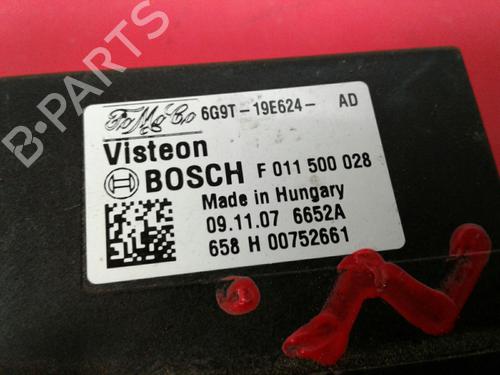 FoMoCo 6G9T-19E624- AD
Visteon
BOSCH F 011 500 028
Made in Hungary
09.11.07 6652A
658 H 00752661
B-PARTS